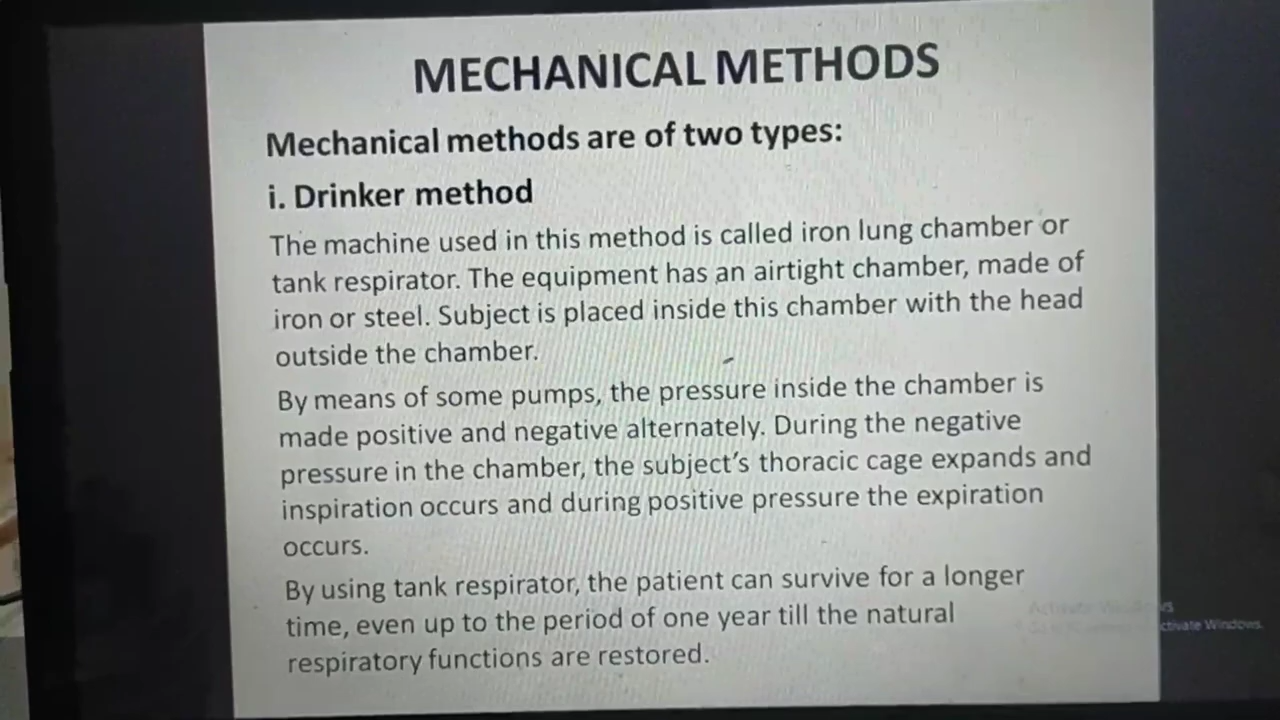 MECHANICAL METHODS
Mechanical methods are of two types:
i. Drinker method
The machine used in this method is called iron lung chamber or
tank respirator. The equipment has an airtight chamber, made of
iron or steel. Subject is placed inside this chamber with the head
outside the chamber.
By means of some pumps, the pressure inside the chamber is
made positive and negative alternately. During the negative
pressure in the chamber, the subject's thoracic cage expands and
inspiration occurs and during positive pressure the expiration
occurs.
By using tank respirator, the patient can survive for a longer
time, even up to the period of one year till the natural
respiratory functions are restored.
Activate Windows